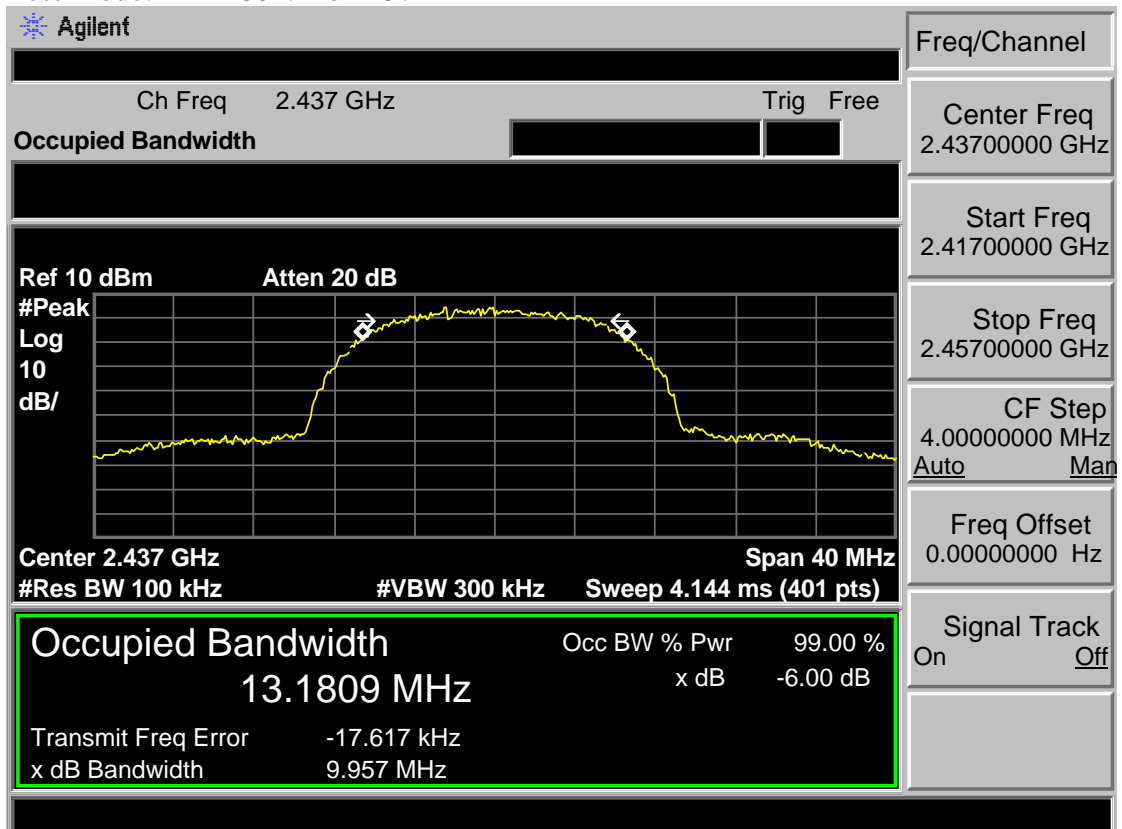 Agilent
Freq/Channel
Ch Freq 2.437 GHz Trig Free
Occupied Bandwidth
Center Freq
2.43700000 GHz
Start Freq
2.41700000 GHz
Stop Freq
2.45700000 GHz
CF Step
4.00000000 MHz
Auto Man
Freq Offset
0.00000000 Hz
Signal Track
On Off
Ref 10 dBm Atten 20 dB
#Peak
Log
10
dB/
Center 2.437 GHz Span 40 MHz
#Res BW 100 kHz #VBW 300 kHz Sweep 4.144 ms (401 pts)
Occupied Bandwidth
13.1809 MHz
Occ BW % Pwr 99.00 %
x dB -6.00 dB
Transmit Freq Error -17.617 kHz
x dB Bandwidth 9.957 MHz